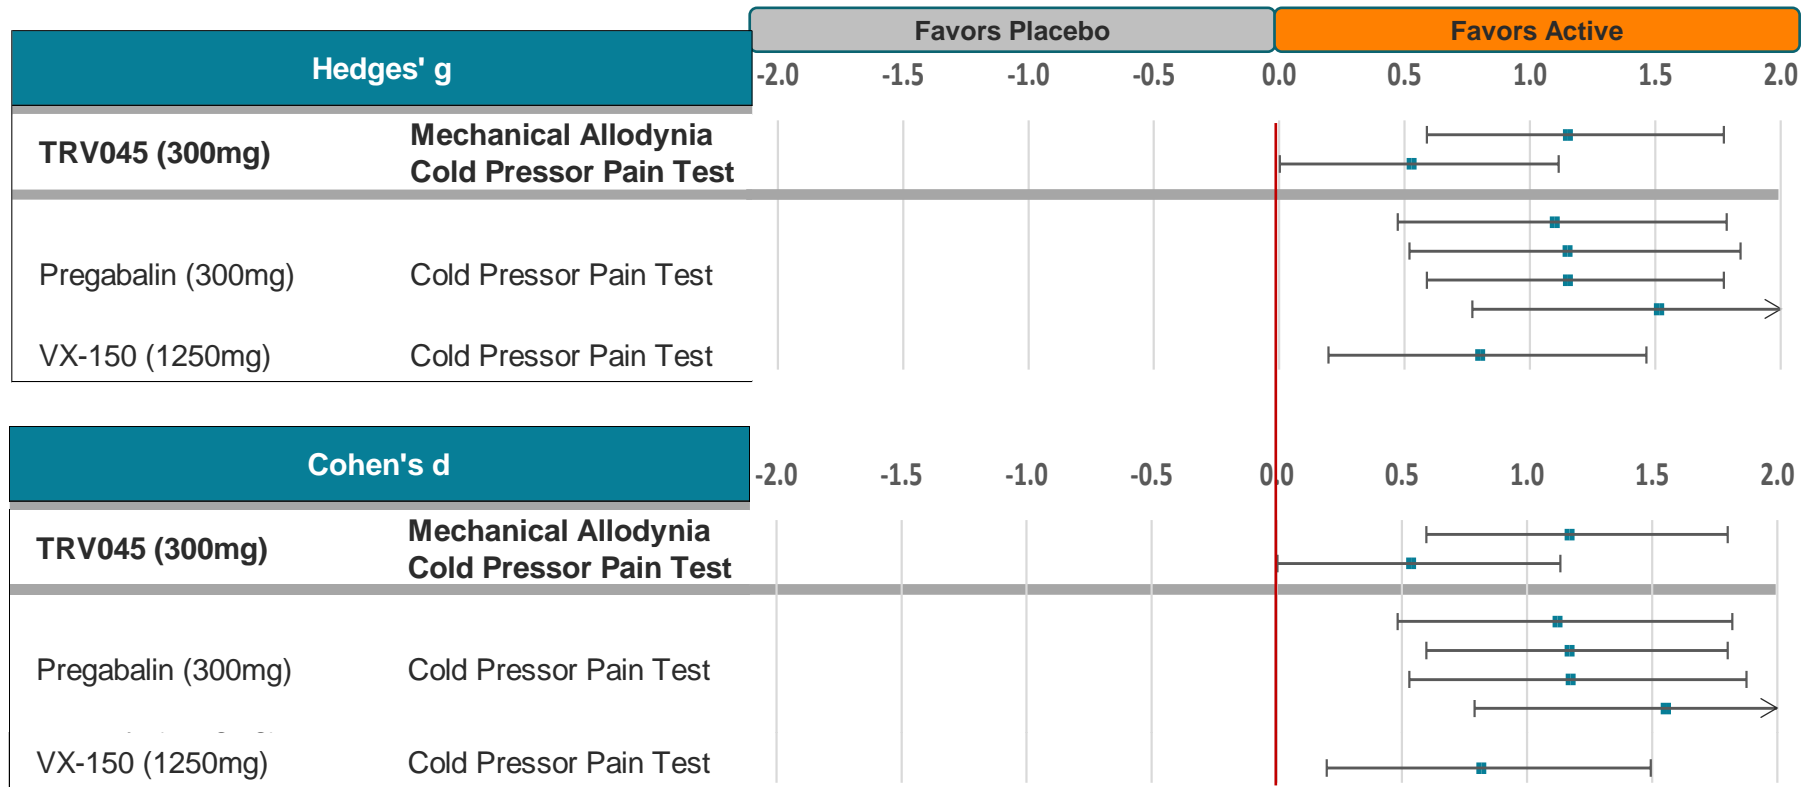 Favors Placebo Favors Active
Hedges' g
-2.0 -1.5 -1.0 -0.5 0.0 0.5 1.0 1.5 2.0
TRV045 (300mg) Mechanical Allodynia
Cold Pressor Pain Test
Pregabalin (300mg) Cold Pressor Pain Test
VX-150 (1250mg) Cold Pressor Pain Test
Cohen's d
-2.0 -1.5 -1.0 -0.5 0.0 0.5 1.0 1.5 2.0
TRV045 (300mg) Mechanical Allodynia
Cold Pressor Pain Test
Pregabalin (300mg) Cold Pressor Pain Test
VX-150 (1250mg) Cold Pressor Pain Test